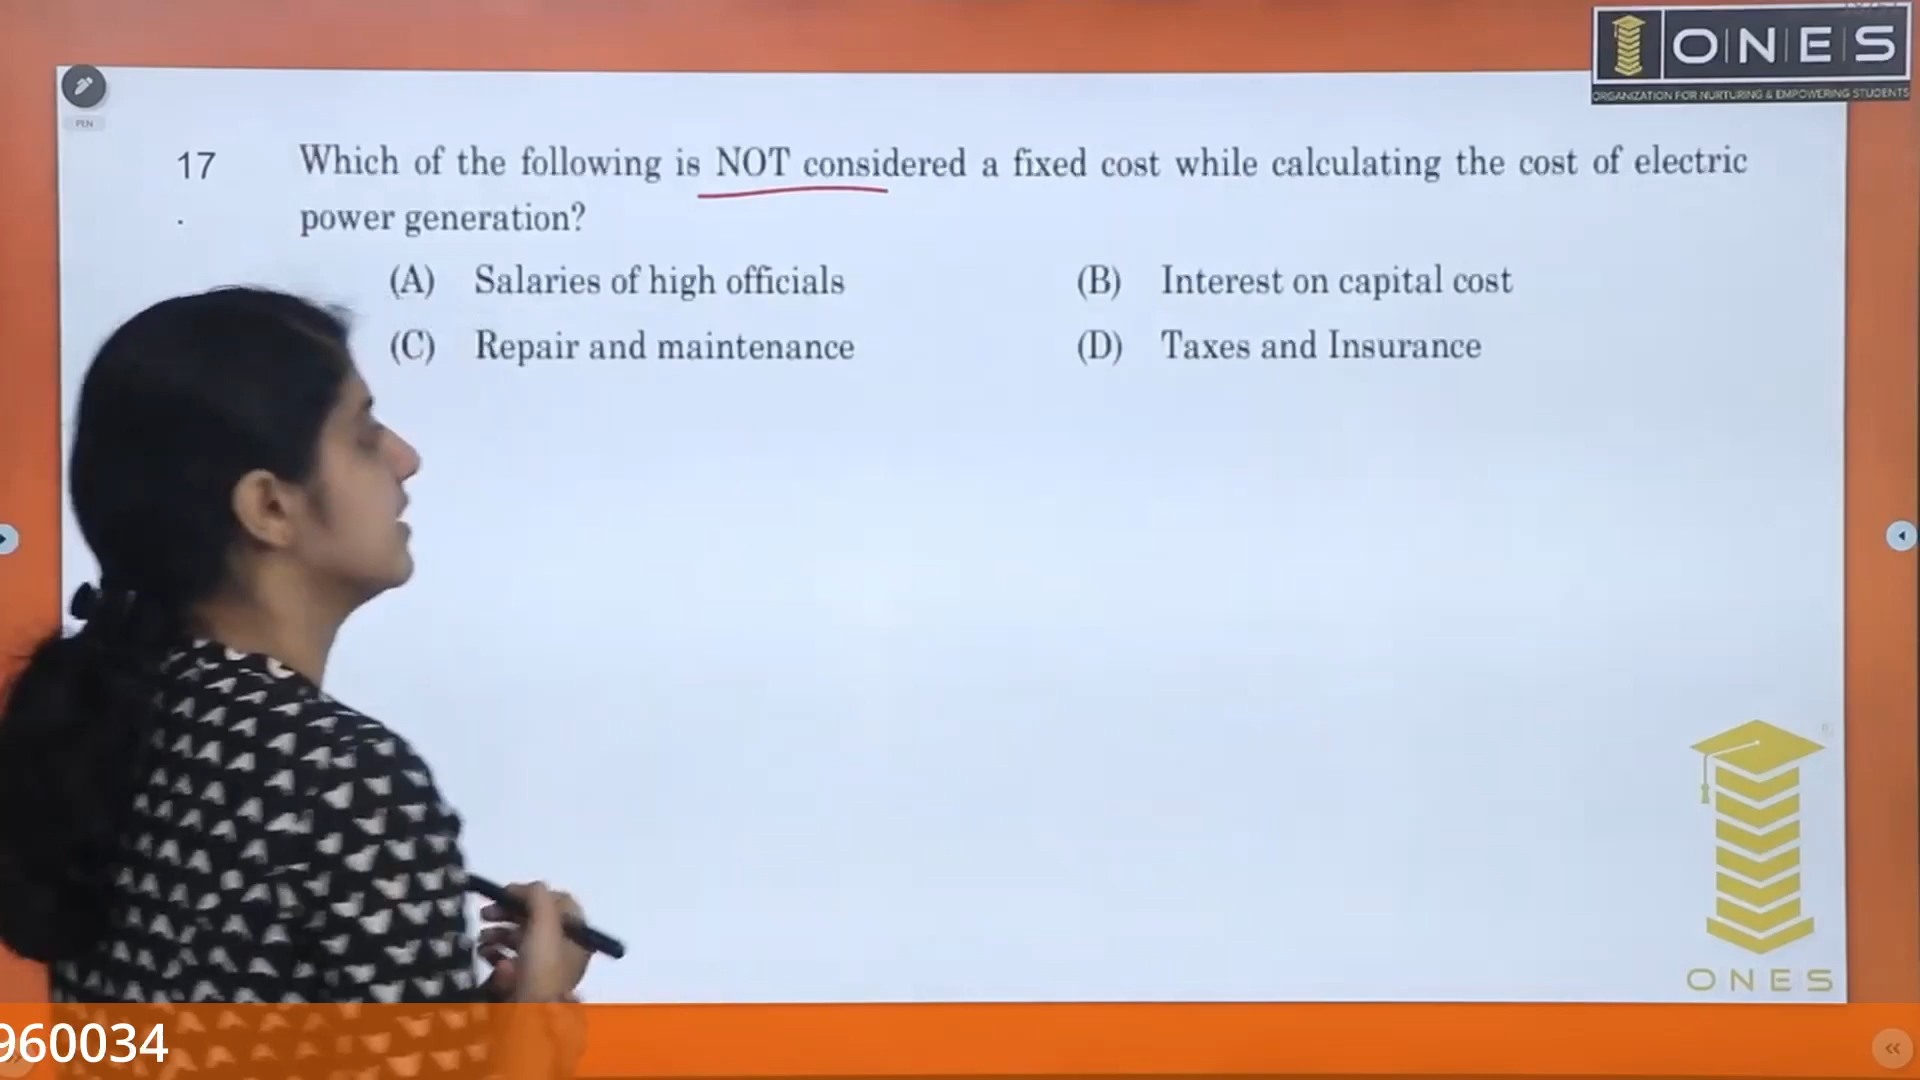 ONES
ORGANIZATION FOR NURTURING & EMPOWERING STUDENTS
PEN
17
.
Which of the following is NOT considered a fixed cost while calculating the cost of electric
power generation?
(A) Salaries of high officials (B) Interest on capital cost
(C) Repair and maintenance (D) Taxes and Insurance
ONES
960034